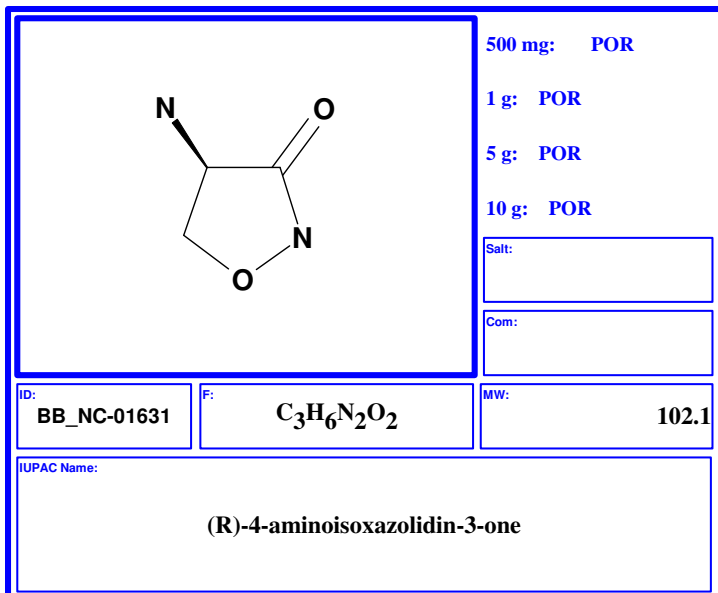 N
O
N
O
500 mg: POR
1 g: POR
5 g: POR
10 g: POR
Salt:
Com:
ID:
BB_NC-01631
F:
C3H6N2O2
MW:
102.1
IUPAC Name:
(R)-4-aminoisoxazolidin-3-one